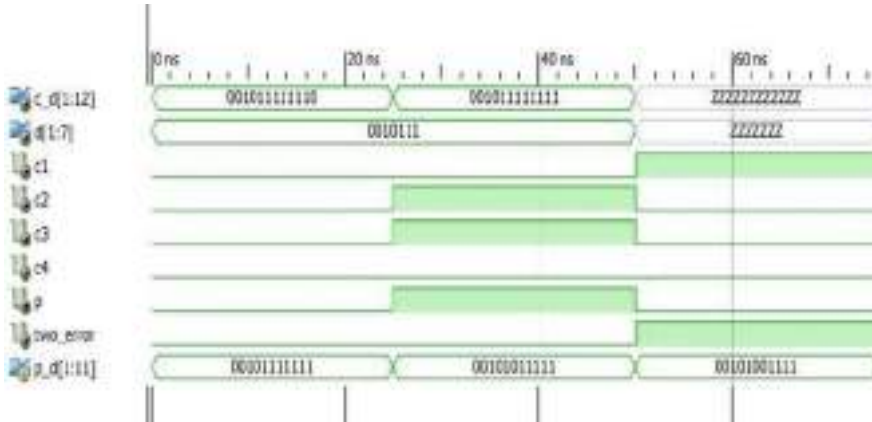 0 ns 20 ns 40 ns 60 ns
c_d[1:12] 001011111110 001011111111 ZZZZZZZZZZZZ
d[1:7] 0010111 ZZZZZZZ
c1
c2
c3
c4
p
two_error
p_d[1:11] 00101111111 00101011111 00101001111